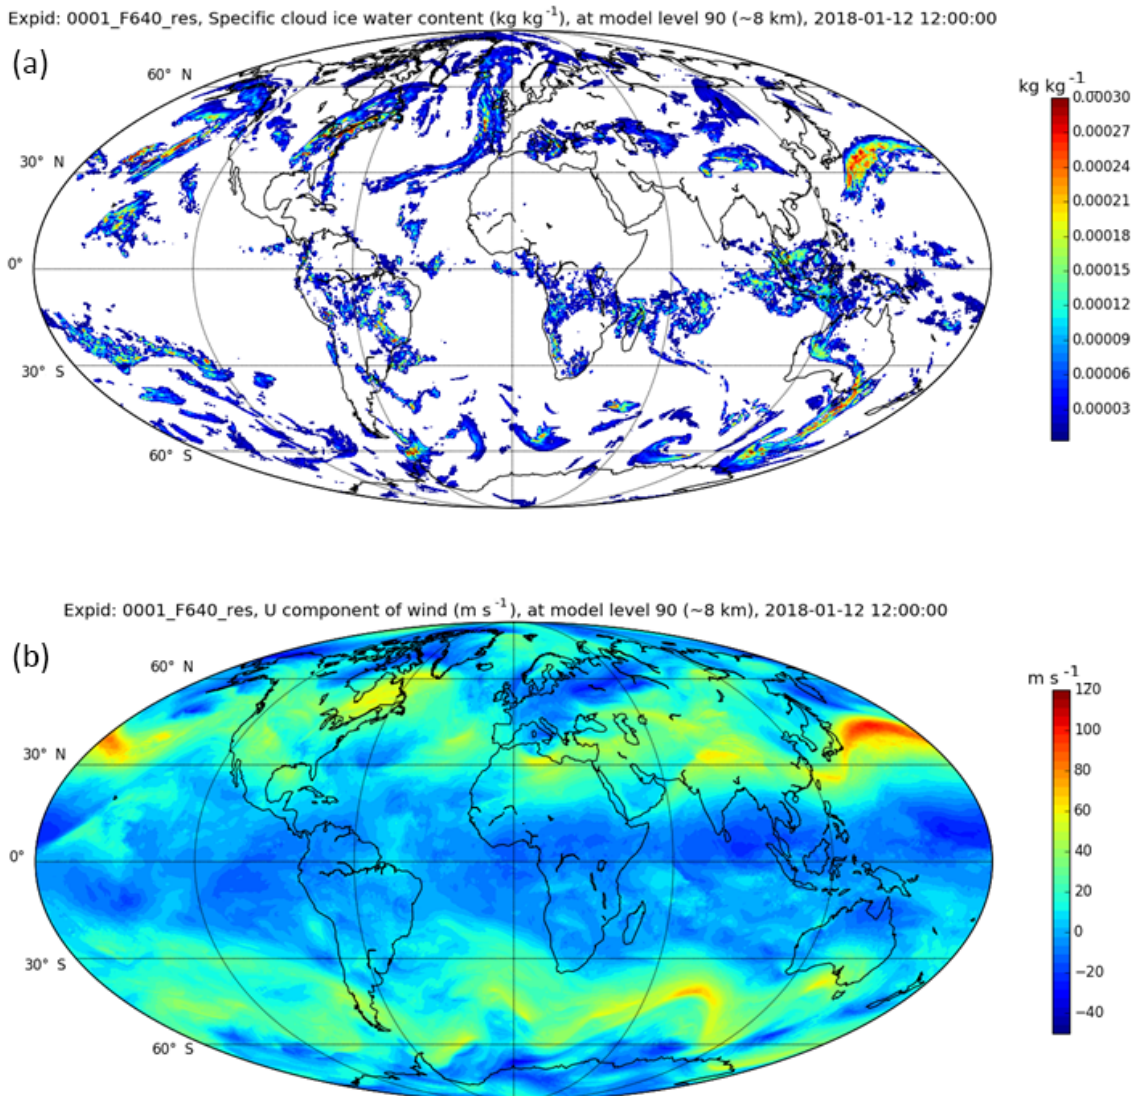 Expid: 0001_F640_res, Specific cloud ice water content (kg kg⁻¹), at model level 90 (~8 km), 2018-01-12 12:00:00
(a)
60° N
30° N
0°
30° S
60° S
kg kg⁻¹
0.00030
0.00027
0.00024
0.00021
0.00018
0.00015
0.00012
0.00009
0.00006
0.00003
Expid: 0001_F640_res, U component of wind (m s⁻¹), at model level 90 (~8 km), 2018-01-12 12:00:00
(b)
60° N
30° N
0°
30° S
60° S
m s⁻¹
120
100
80
60
40
20
0
−20
−40